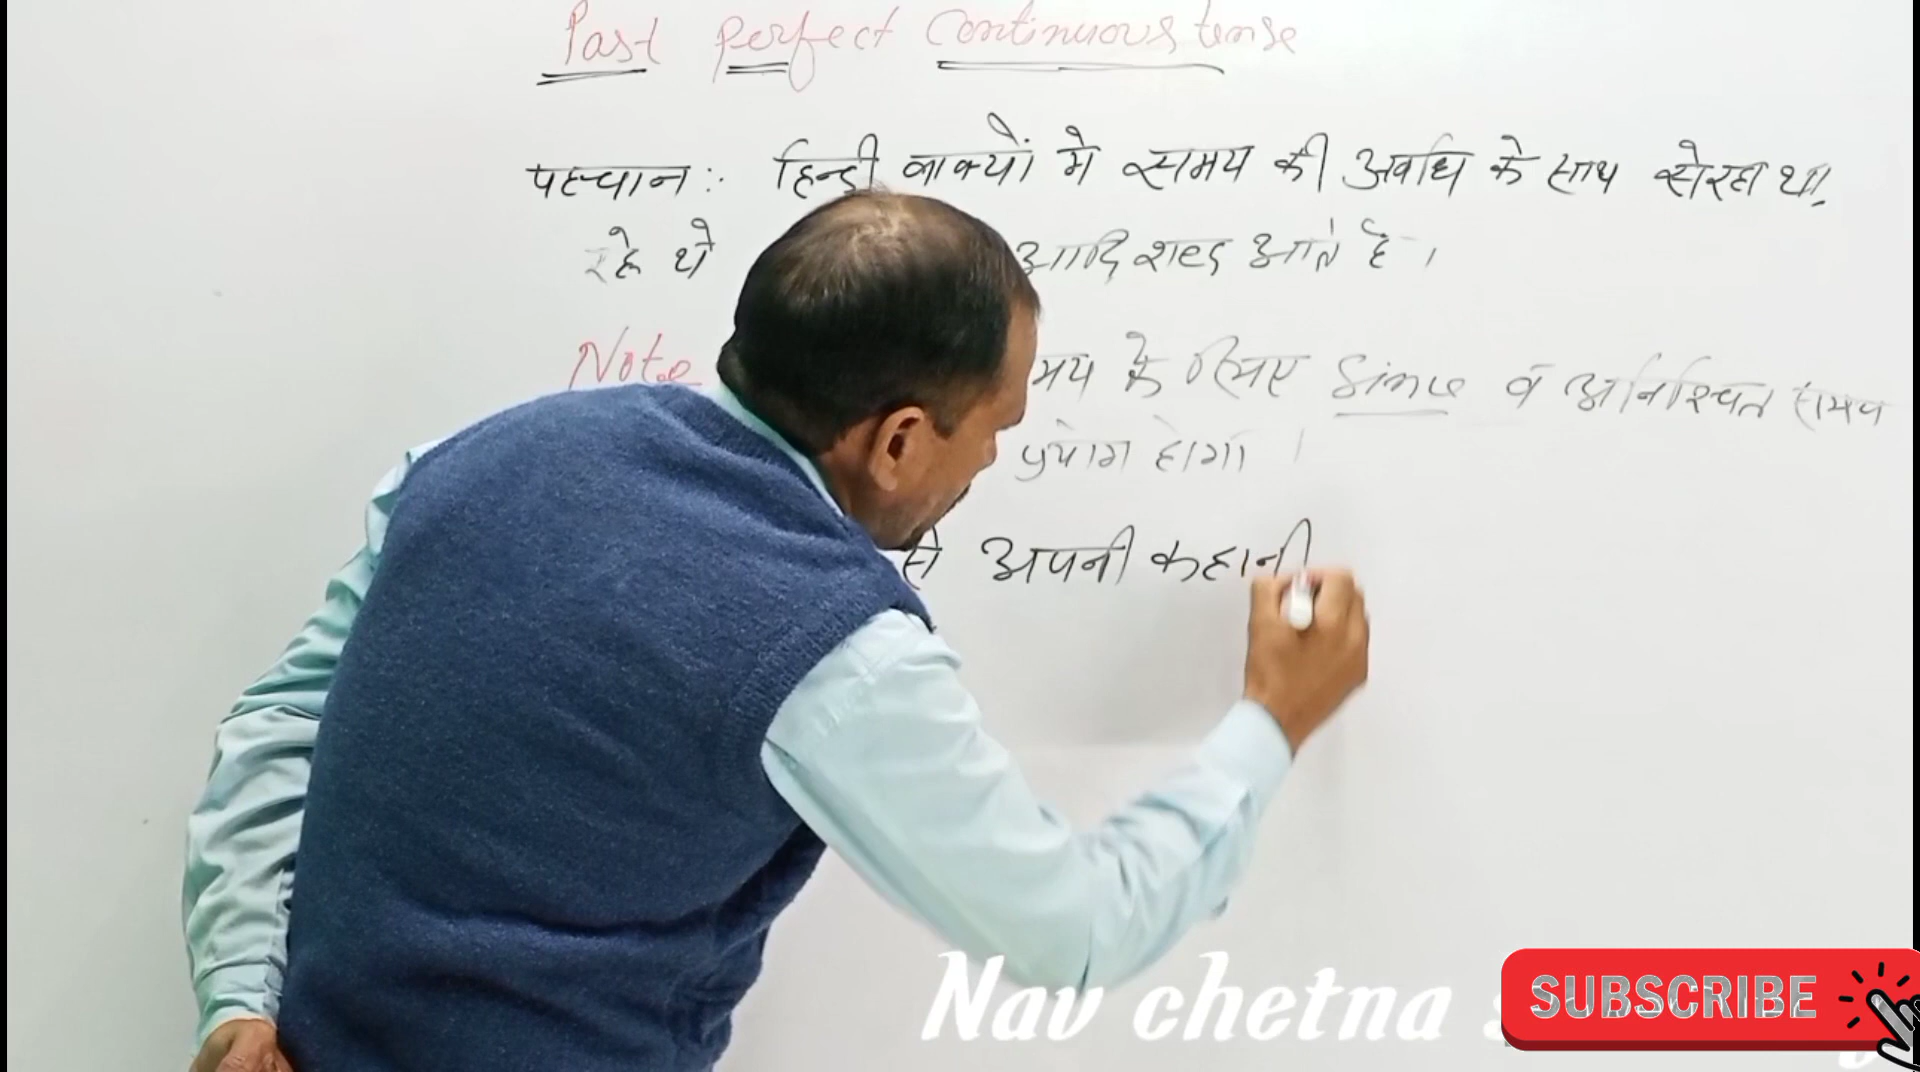 Past perfect continuous tense
पहचान: हिन्दी वाक्यों मे समय की अवधि के साथ से रहा था,
रहे थे आदि शब्द आते है।
Note मय के लिए Since व अनिश्चित समय
प्रयोग होगा ।
से अपनी कहानी
Nav chetna
SUBSCRIBE